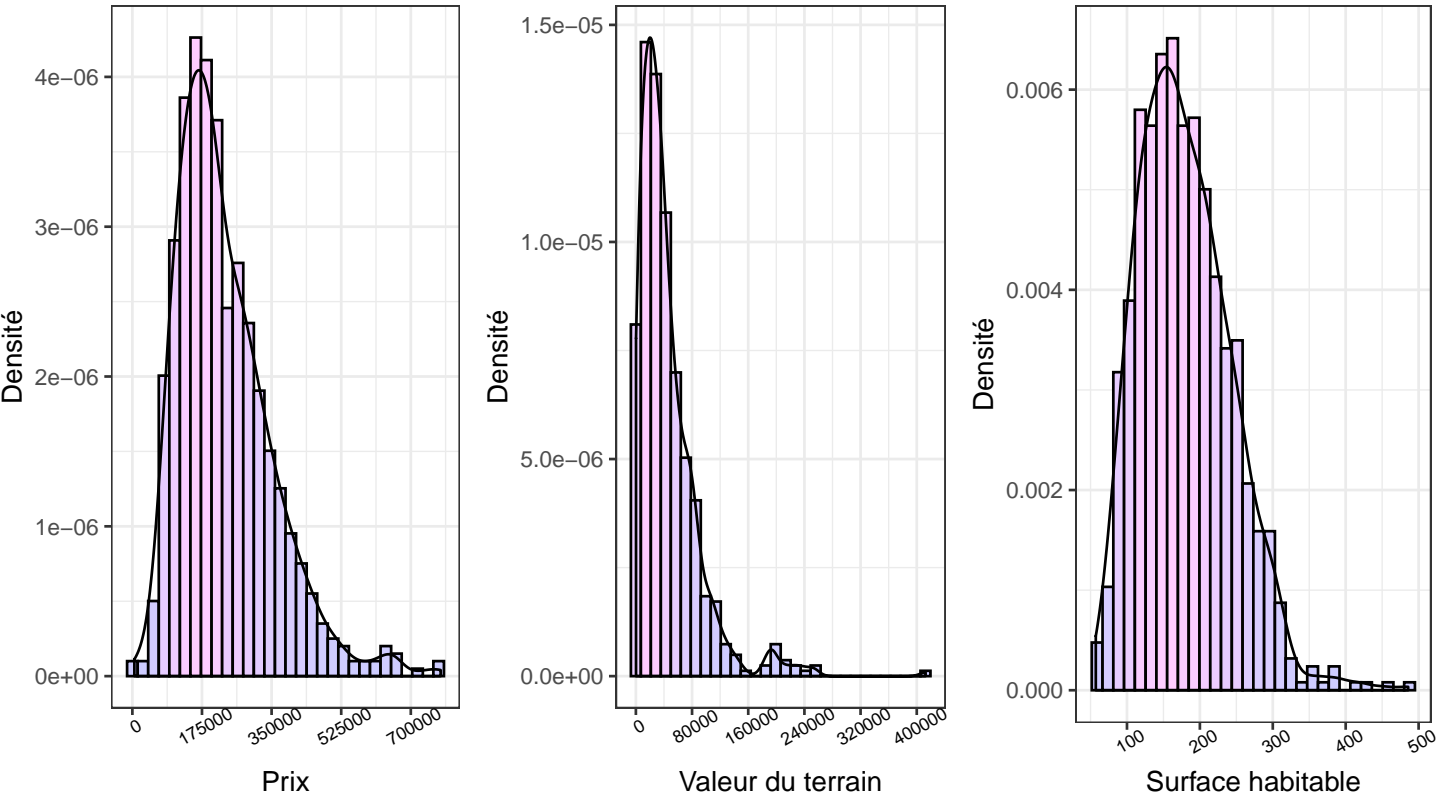 4e−06
3e−06
2e−06
1e−06
0e+00
Densité
0
175000
350000
525000
700000
Prix
1.5e−05
1.0e−05
5.0e−06
0.0e+00
Densité
0
80000
160000
240000
320000
400000
Valeur du terrain
0.006
0.004
0.002
0.000
Densité
100
200
300
400
500
Surface habitable